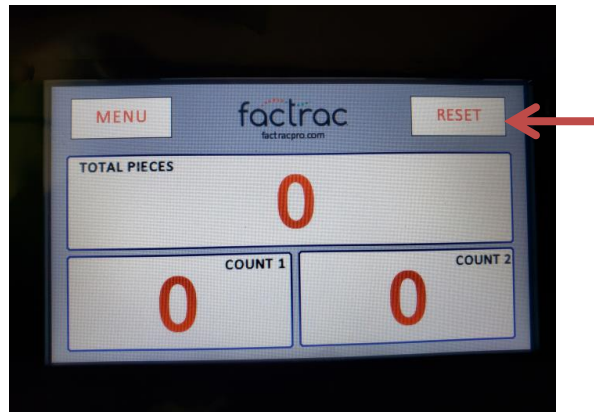 MENU
factrac
factracpro.com
RESET
TOTAL PIECES
0
COUNT 1
0
COUNT 2
0